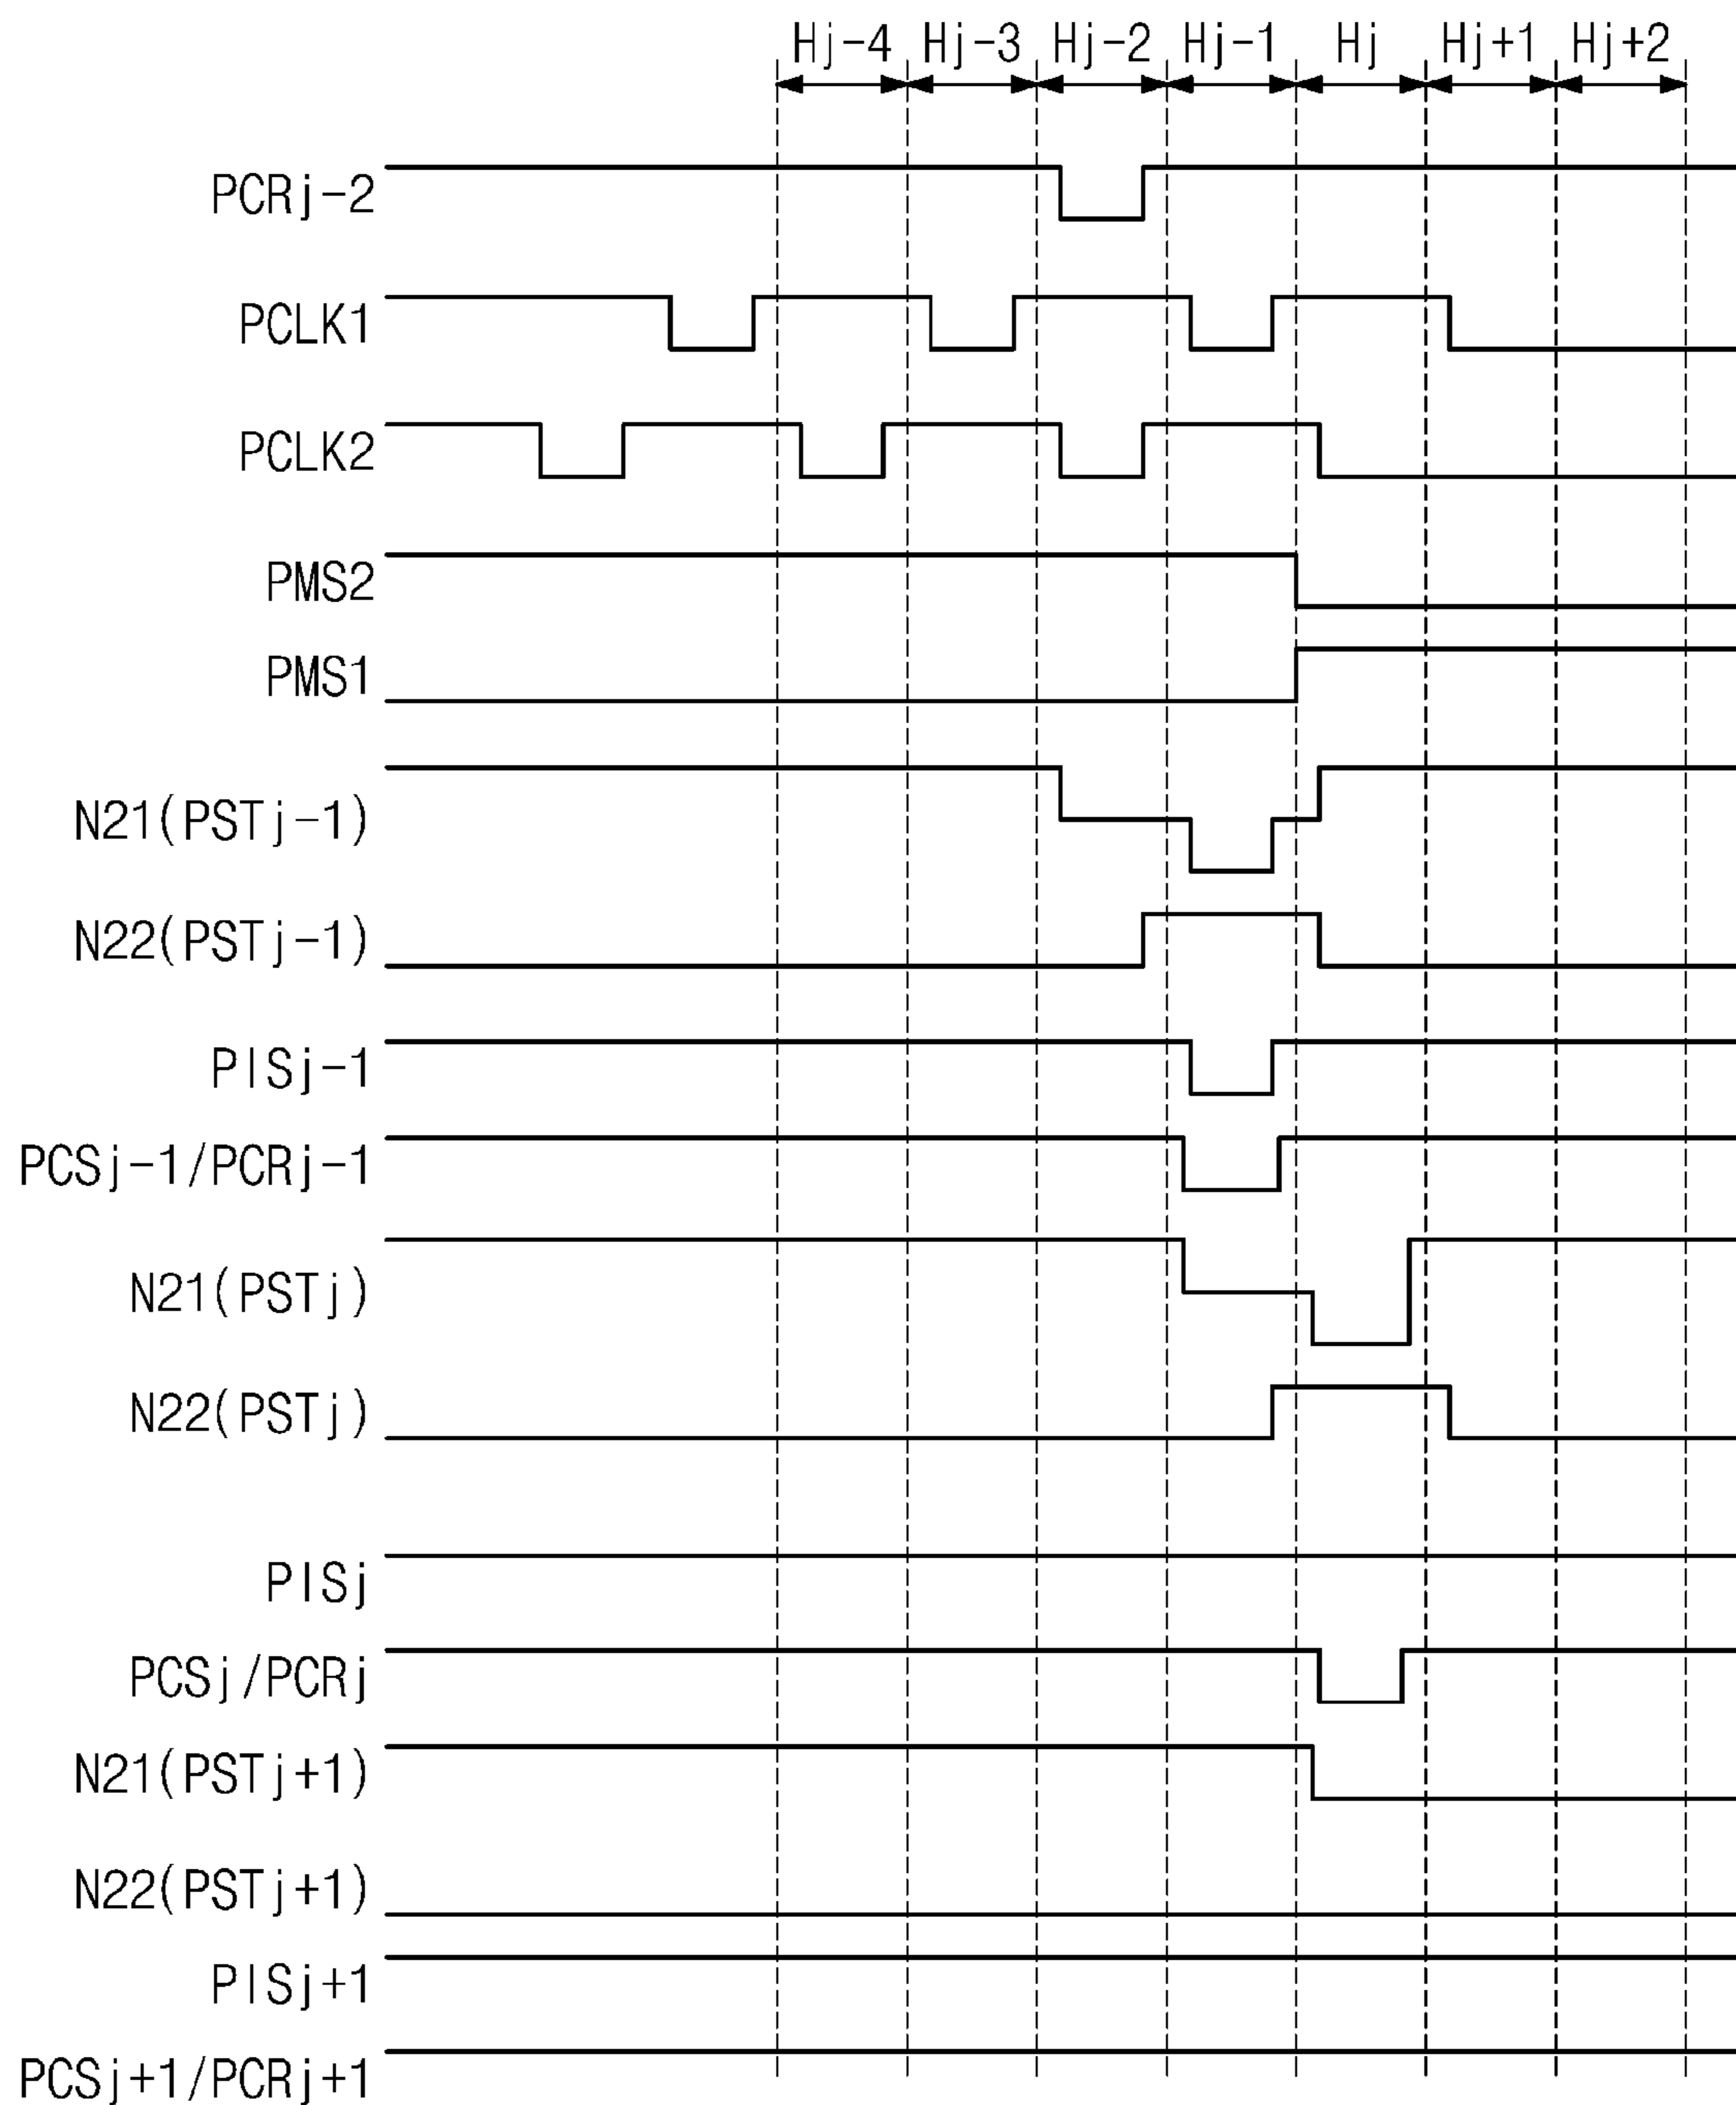 Hj-4 Hj-3 Hj-2 Hj-1 Hj Hj+1 Hj+2
PCRj-2
PCLK1
PCLK2
PMS2
PMS1
N21(PSTj-1)
N22(PSTj-1)
PISj-1
PCSj-1/PCRj-1
N21(PSTj)
N22(PSTj)
PISj
PCSj/PCRj
N21(PSTj+1)
N22(PSTj+1)
PISj+1
PCSj+1/PCRj+1